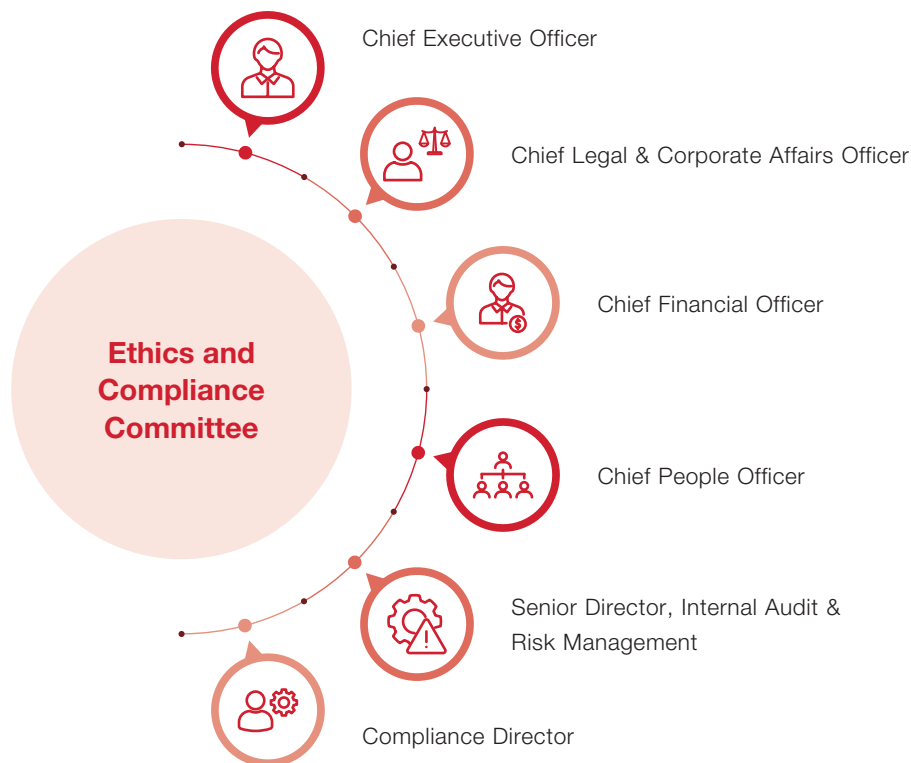 Chief Executive Officer
Chief Legal & Corporate Affairs Officer
Chief Financial Officer
Ethics and
Compliance
Committee
Chief People Officer
Senior Director, Internal Audit &
Risk Management
Compliance Director